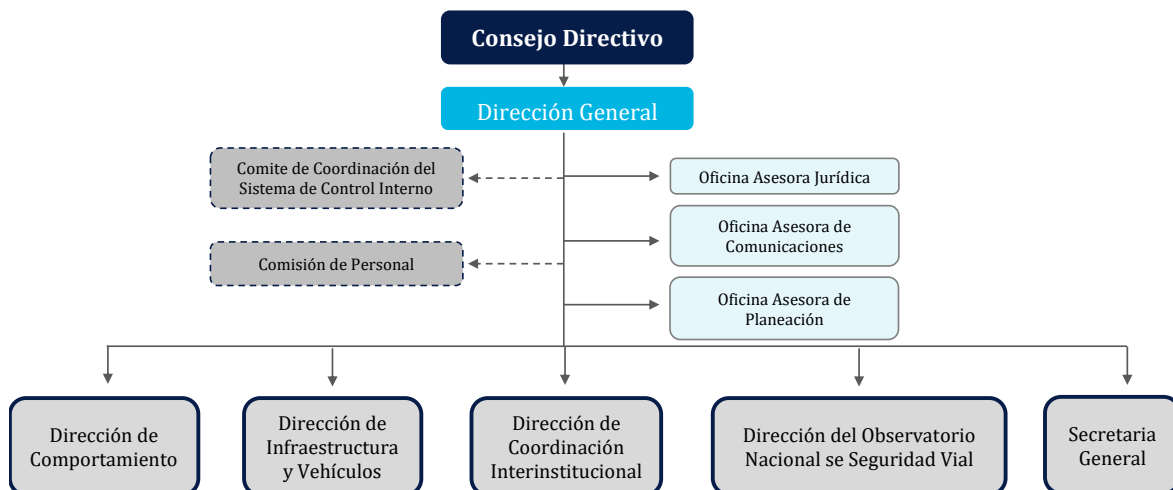 Consejo Directivo
Dirección General
Comite de Coordinación del
Sistema de Control Interno
Oficina Asesora Jurídica
Oficina Asesora de
Comunicaciones
Comisión de Personal
Oficina Asesora de
Planeación
Dirección de
Comportamiento
Dirección de
Infraestructura
y Vehículos
Dirección de
Coordinación
Interinstitucional
Dirección del Observatorio
Nacional se Seguridad Vial
Secretaria
General